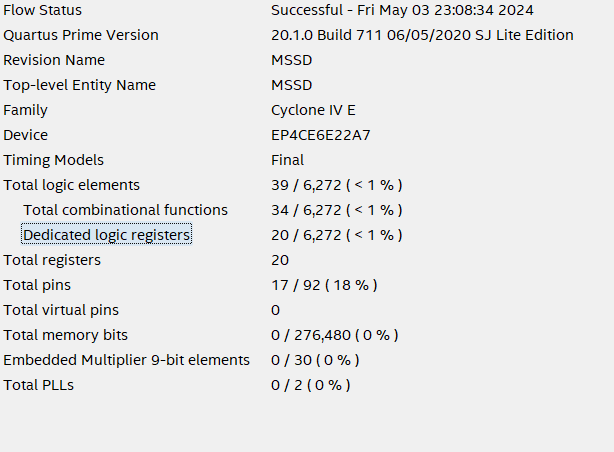 Flow Status Successful - Fri May 03 23:08:34 2024
Quartus Prime Version 20.1.0 Build 711 06/05/2020 SJ Lite Edition
Revision Name MSSD
Top-level Entity Name MSSD
Family Cyclone IV E
Device EP4CE6E22A7
Timing Models Final
Total logic elements 39 / 6,272 ( < 1 % )
Total combinational functions 34 / 6,272 ( < 1 % )
Dedicated logic registers 20 / 6,272 ( < 1 % )
Total registers 20
Total pins 17 / 92 ( 18 % )
Total virtual pins 0
Total memory bits 0 / 276,480 ( 0 % )
Embedded Multiplier 9-bit elements 0 / 30 ( 0 % )
Total PLLs 0 / 2 ( 0 % )